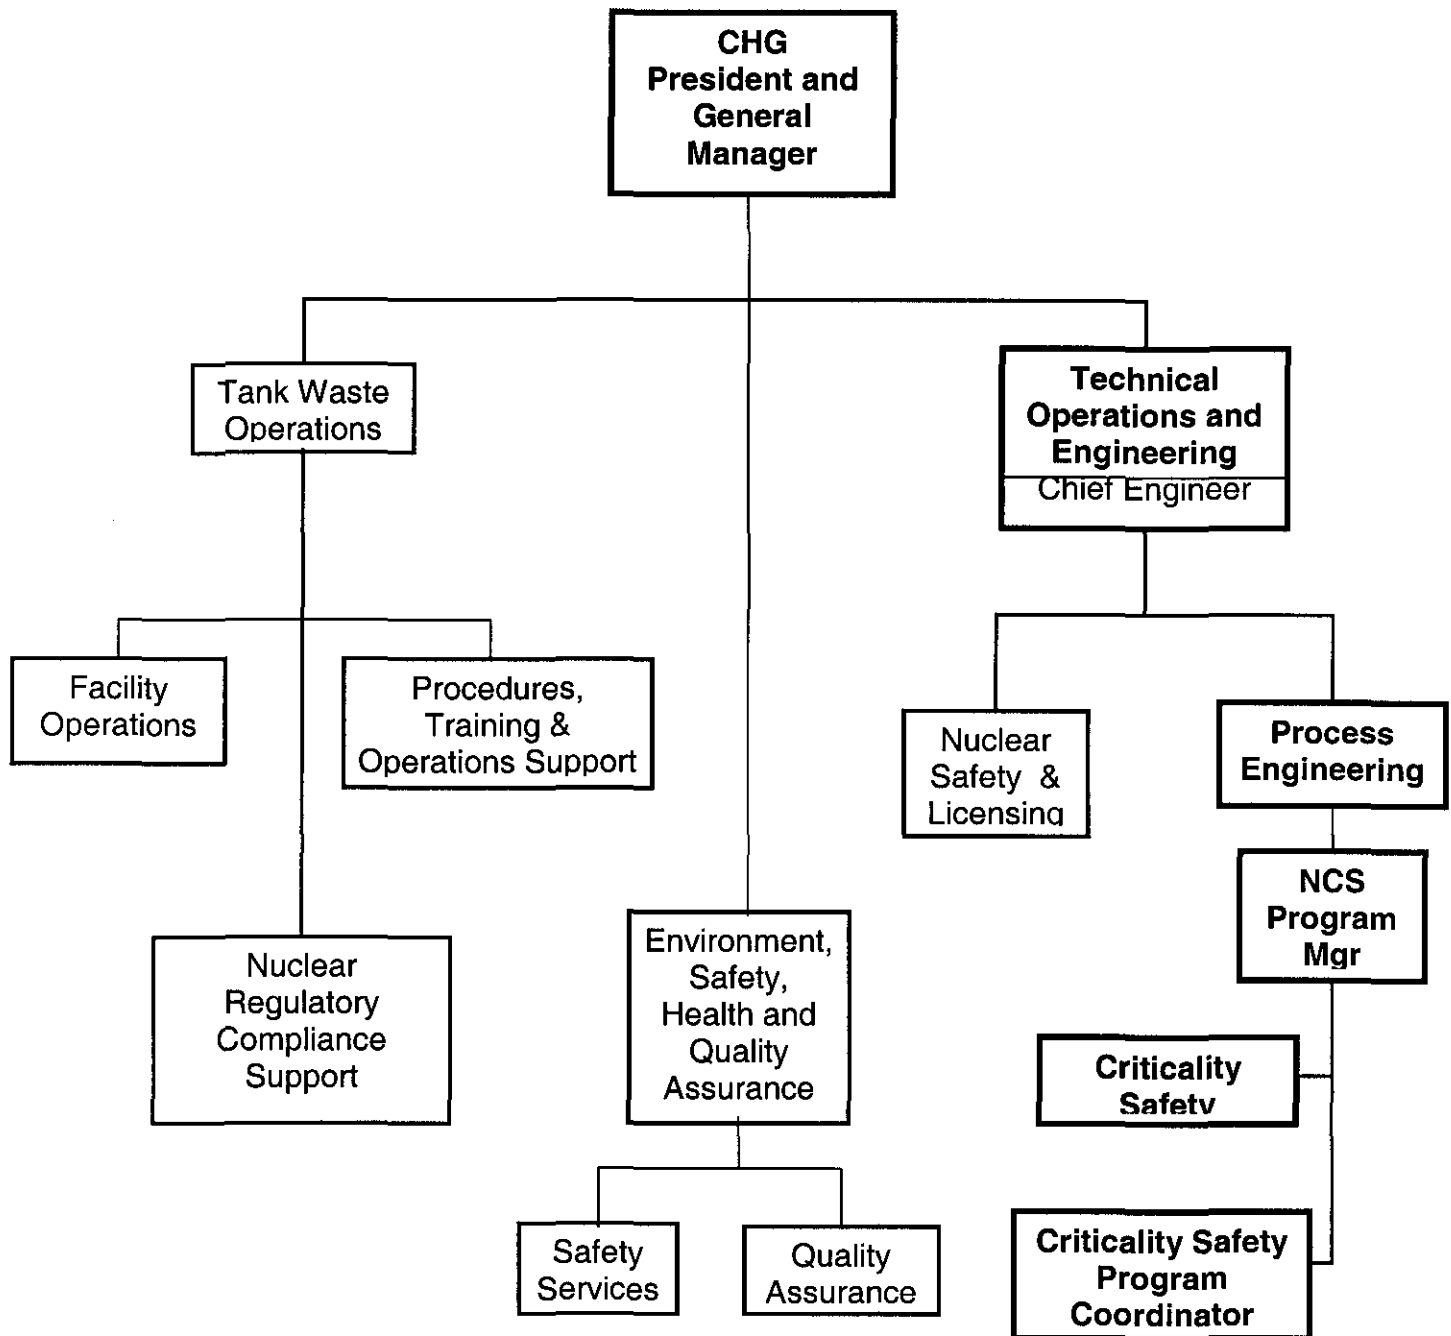 CHG
President and
General
Manager
Tank Waste
Operations
Technical
Operations and
Engineering
Chief Engineer
Facility
Operations
Procedures,
Training &
Operations Support
Nuclear
Safety &
Licensing
Process
Engineering
NCS
Program
Mgr
Nuclear
Regulatory
Compliance
Support
Environment,
Safety,
Health and
Quality
Assurance
Criticality
Safety
Safety
Services
Quality
Assurance
Criticality Safety
Program
Coordinator